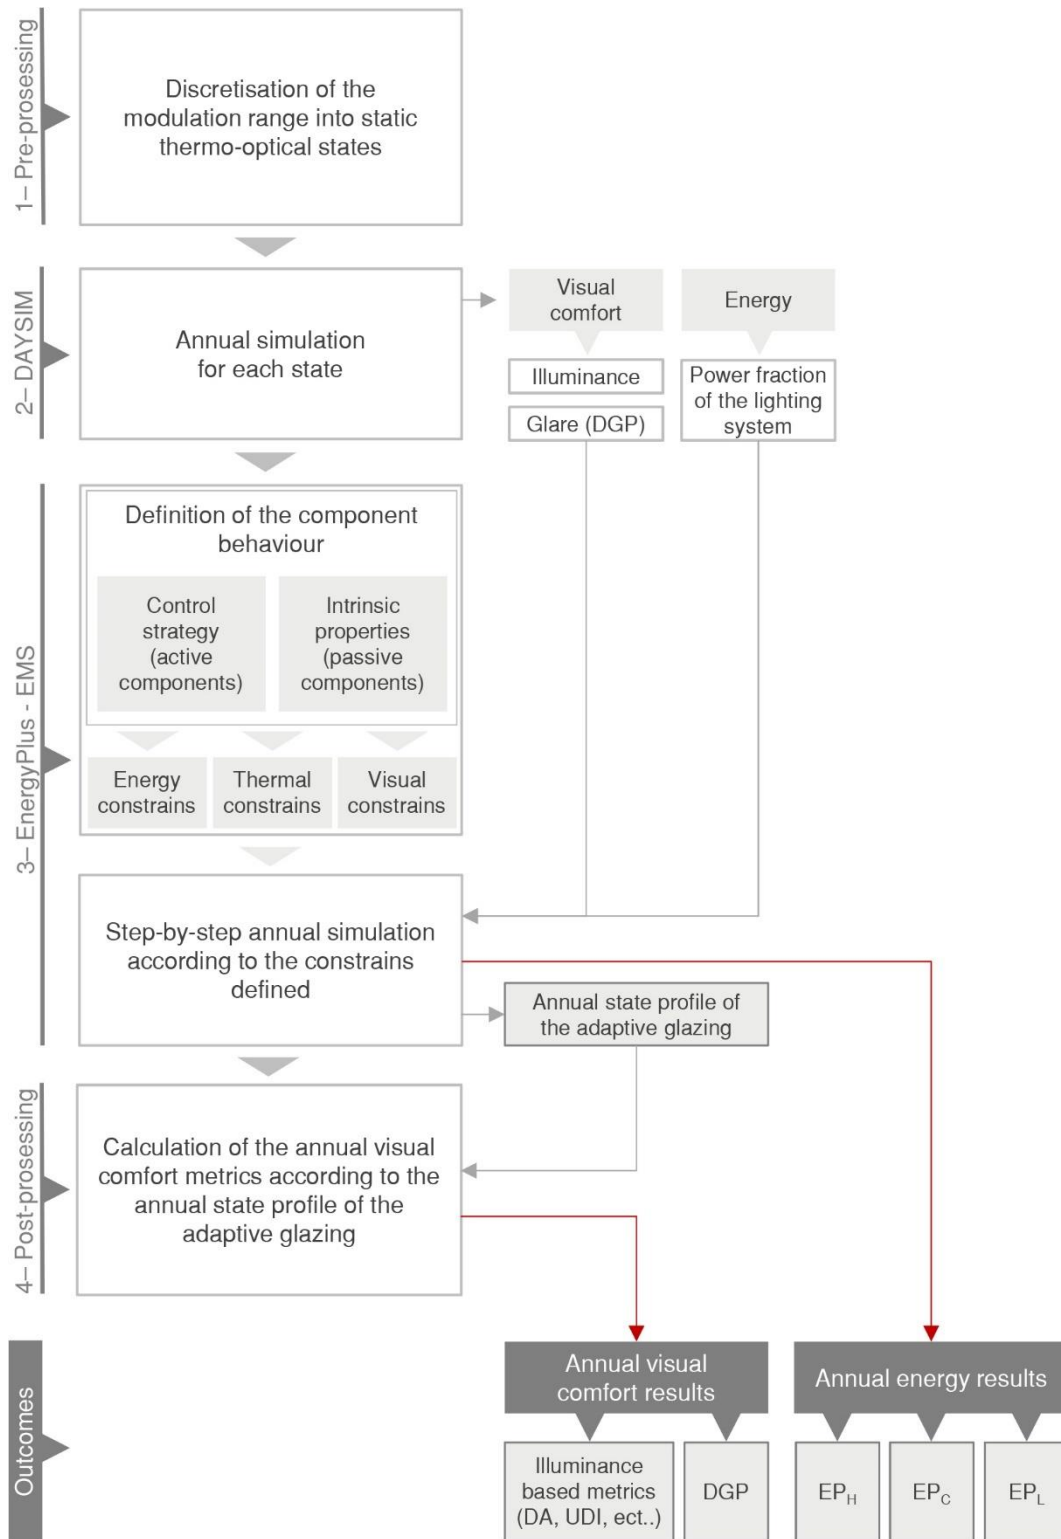 1– Pre-prosessing
Discretisation of the
modulation range into static
thermo-optical states
2– DAYSIM
Annual simulation
for each state
Visual
comfort
Energy
Illuminance
Glare (DGP)
Power fraction
of the lighting
system
3– EnergyPlus - EMS
Definition of the component
behaviour
Control
strategy
(active
components)
Intrinsic
properties
(passive
components)
Energy
constrains
Thermal
constrains
Visual
constrains
Step-by-step annual simulation
according to the constrains
defined
Annual state profile of
the adaptive glazing
4– Post-prosessing
Calculation of the annual visual
comfort metrics according to the
annual state profile of the
adaptive glazing
Outcomes
Annual visual
comfort results
Annual energy results
Illuminance
based metrics
(DA, UDI, ect..)
DGP
EPH
EPC
EPL